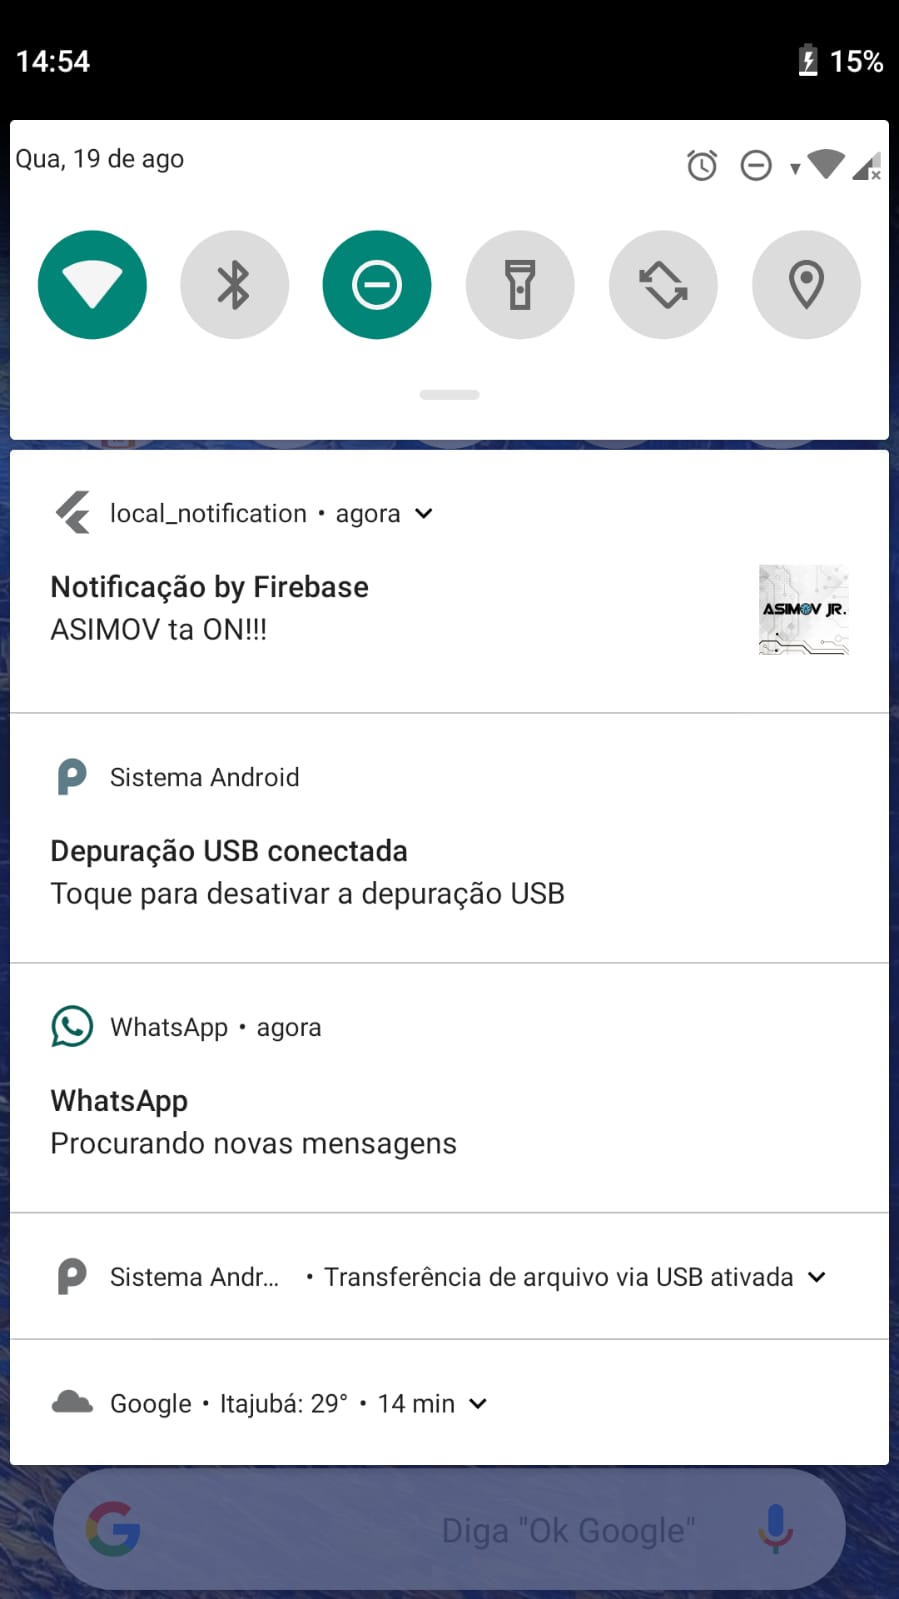 14:54
15%
Qua, 19 de ago
local_notification • agora
Notificação by Firebase
ASIMOV ta ON!!!
ASIMOV JR.
Sistema Android
Depuração USB conectada
Toque para desativar a depuração USB
WhatsApp • agora
WhatsApp
Procurando novas mensagens
Sistema Andr... • Transferência de arquivo via USB ativada
Google • Itajubá: 29° • 14 min
Diga "Ok Google"